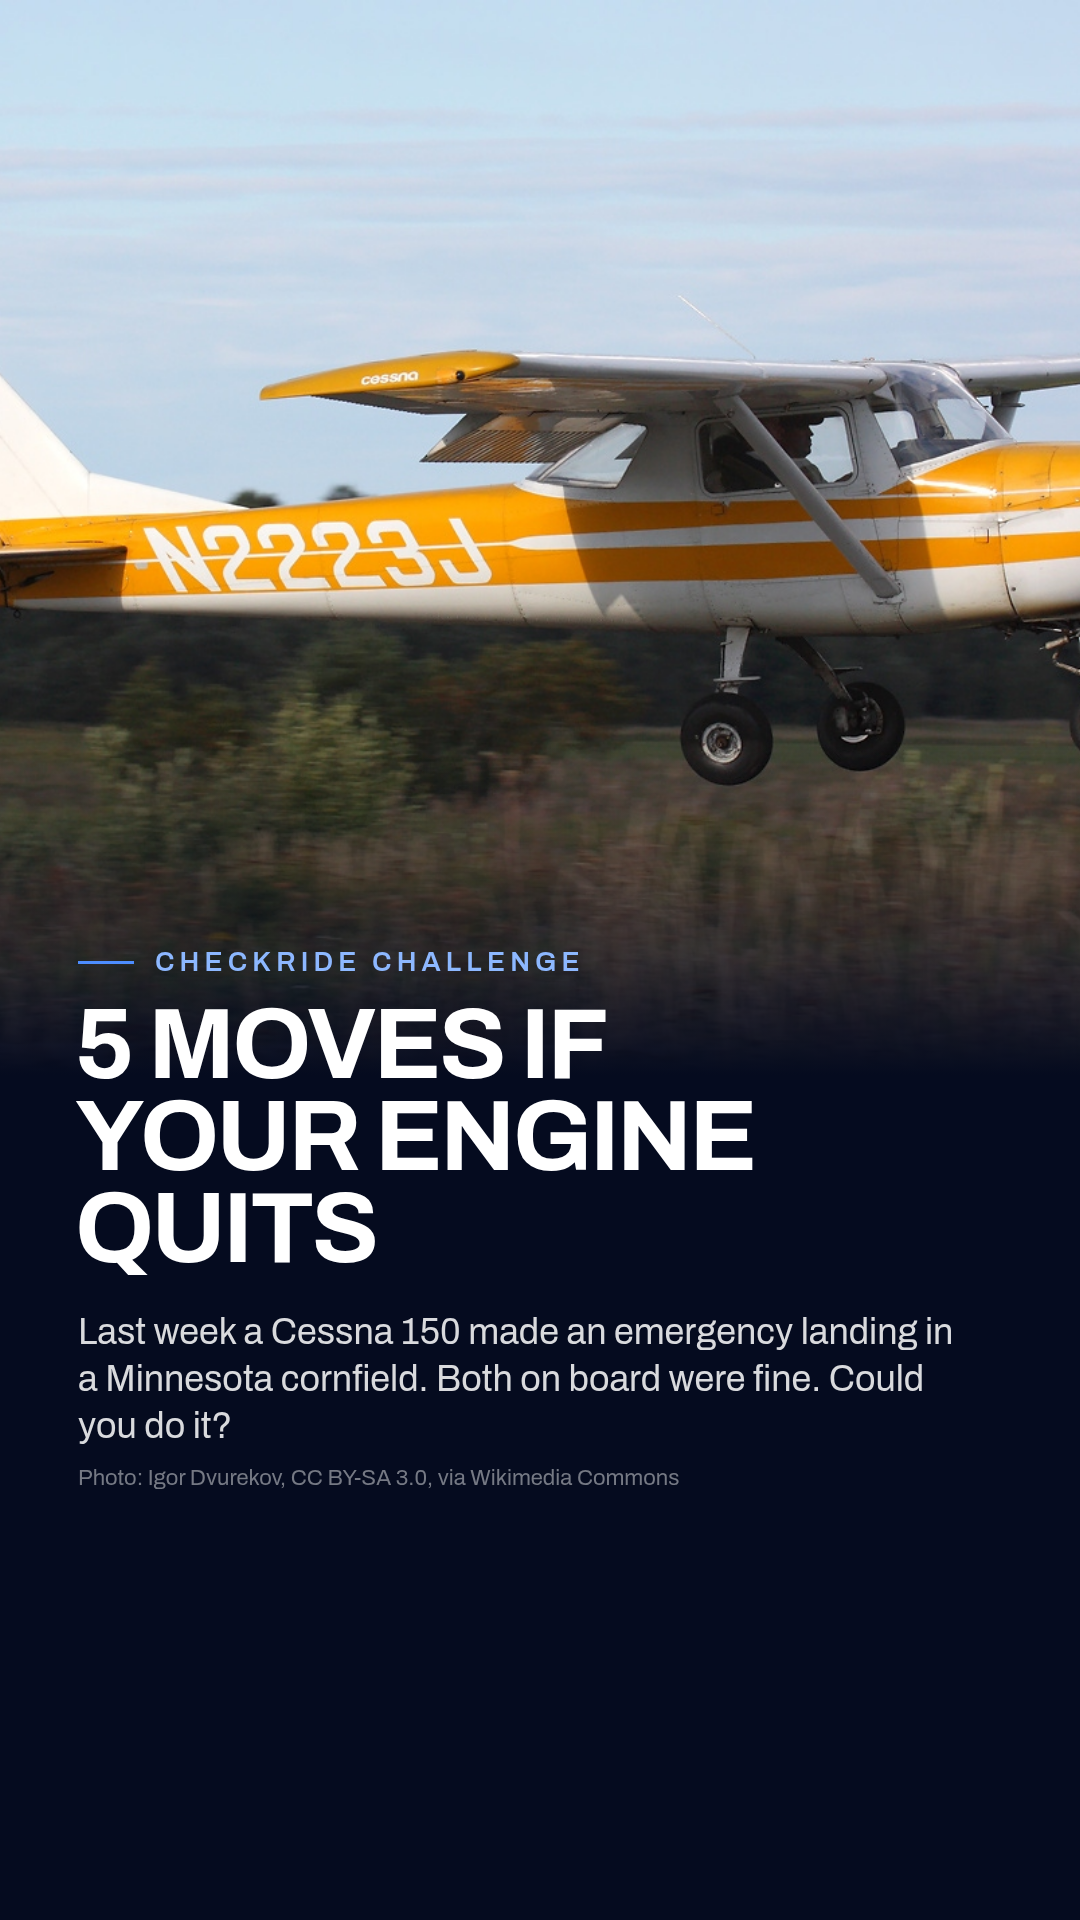 cessna
N2223J
CHECKRIDE CHALLENGE
5 MOVES IF
YOUR ENGINE
QUITS
Last week a Cessna 150 made an emergency landing in
a Minnesota cornfield. Both on board were fine. Could
you do it?
Photo: Igor Dvurekov, CC BY-SA 3.0, via Wikimedia Commons